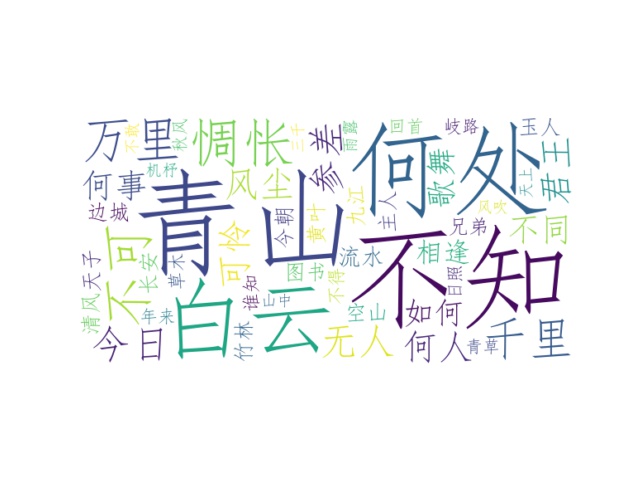 万里
不敢
秋风
惆怅
参差
三千
雨露
何处
回首
歧路
玉人
机杼
何事
风尘
歌舞
天上
君王
边城
青山
今朝
黄叶
九江
主人
风吟
兄弟
不同
天子
长安
草木
不可
可怜
图书
流水
相逢
不知
日照
清风
谁知
不得
年来
白云
空山
如何
今日
竹林
无人
何人
青草
千里